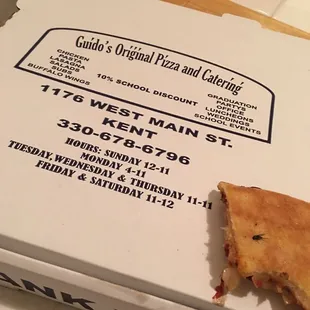 Guido's Original Pizza and Catering
CHICKEN
PASTA
LASAGNA
SALADS
SUBS
BUFFALO WINGS
10% SCHOOL DISCOUNT
GRADUATION
PARTYS
OFFICE
LUNCHEONS
WEDDINGS
SCHOOL EVENTS
1176 WEST MAIN ST.
KENT
330-678-6796
HOURS: SUNDAY 12-11
MONDAY 4-11
TUESDAY, WEDNESDAY & THURSDAY 11-11
FRIDAY & SATURDAY 11-12